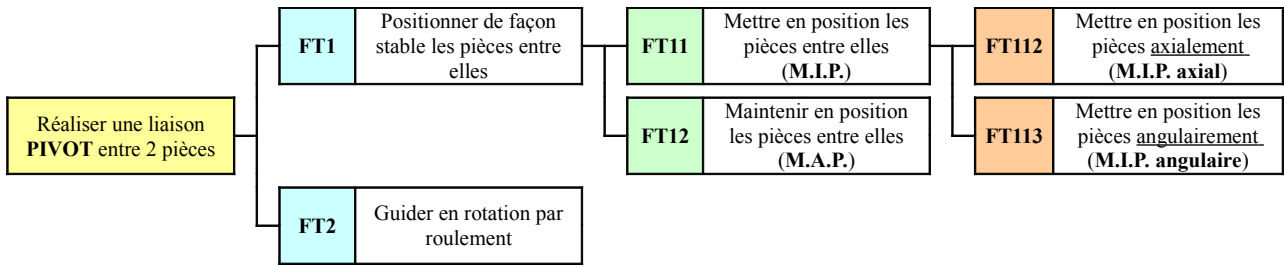 Réaliser une liaison
PIVOT entre 2 pièces
FT1
Positionner de façon
stable les pièces entre
elles
FT2
Guider en rotation par
roulement
FT11
Mettre en position les
pièces entre elles
(M.I.P.)
FT12
Maintenir en position
les pièces entre elles
(M.A.P.)
FT112
Mettre en position les
pièces axialement
(M.I.P. axial)
FT113
Mettre en position les
pièces angulairement
(M.I.P. angulaire)